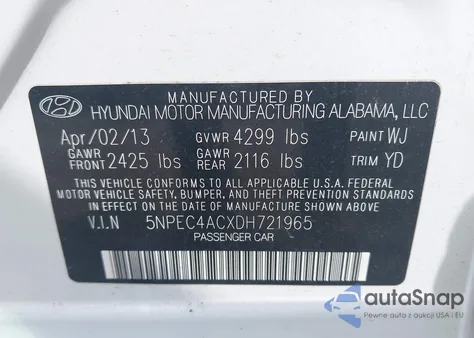 MANUFACTURED BY
HYUNDAI MOTOR MANUFACTURING ALABAMA, LLC
Apr/02/13 GVWR 4299 lbs PAINT WJ
GAWR FRONT 2425 lbs GAWR REAR 2116 lbs TRIM YD
THIS VEHICLE CONFORMS TO ALL APPLICABLE U.S.A. FEDERAL
MOTOR VEHICLE SAFETY, BUMPER, AND THEFT PREVENTION STANDARDS
IN EFFECT ON THE DATE OF MANUFACTURE SHOWN ABOVE.
V.I.N 5NPEC4ACXDH721965
PASSENGER CAR
autoSnap
Pewne auta z aukcji USA i EU